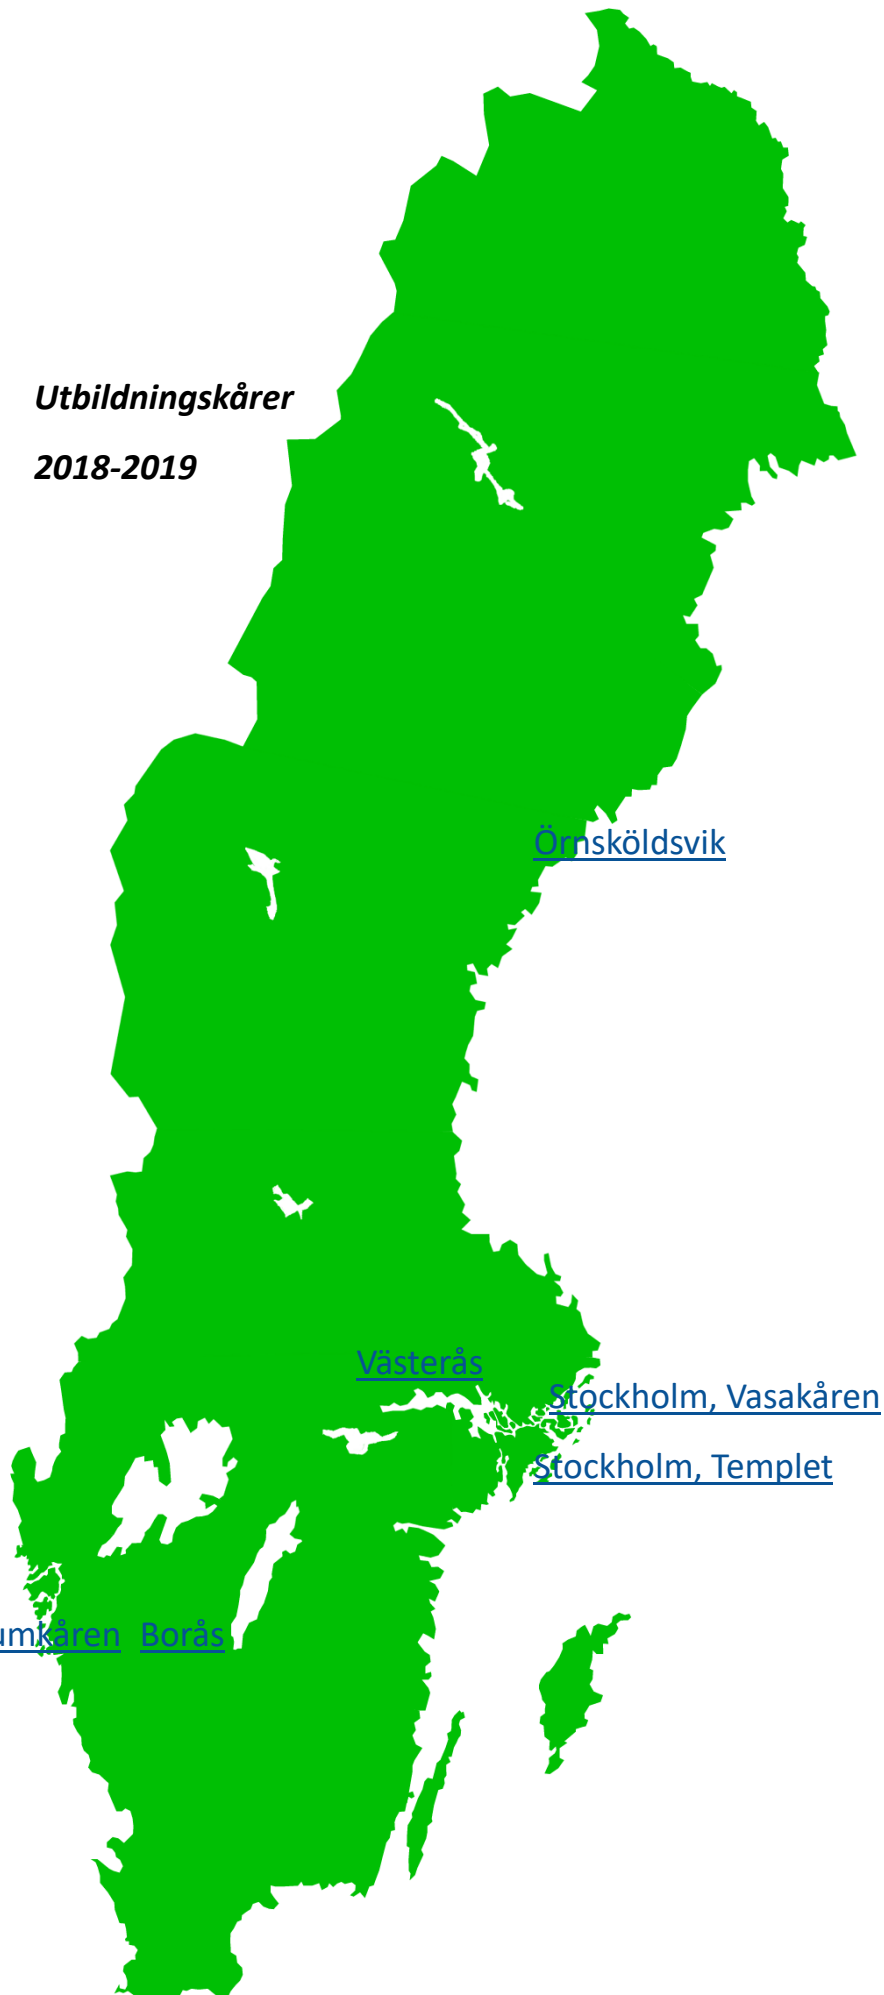 Utbildningskårer
2018-2019
Örnsköldsvik
Västerås
Stockholm, Vasakåren
Stockholm, Templet
Borås